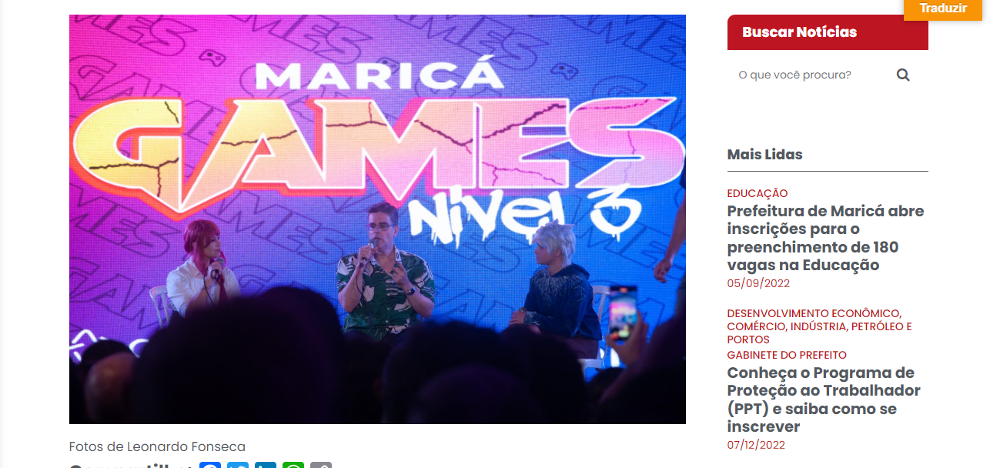 Traduzir
MARICÁ
GAMES
Nível 3
Fotos de Leonardo Fonseca
Buscar Notícias
O que você procura?
Mais Lidas
EDUCAÇÃO
Prefeitura de Maricá abre
inscrições para o
preenchimento de 180
vagas na Educação
05/09/2022
DESENVOLVIMENTO ECONÔMICO,
COMÉRCIO, INDÚSTRIA, PETRÓLEO E
PORTOS
GABINETE DO PREFEITO
Conheça o Programa de
Proteção ao Trabalhador
(PPT) e saiba como se
inscrever
07/12/2022